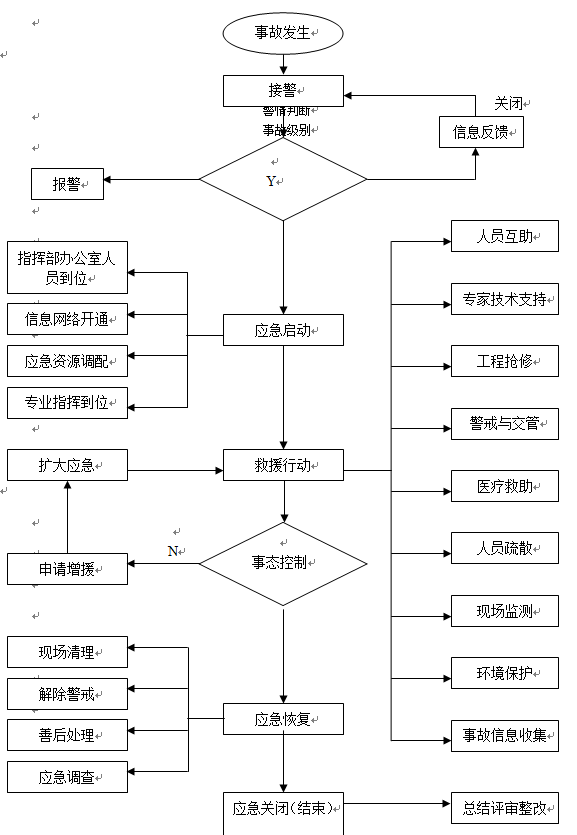 事故发生
接警
关闭
警情判断
事故级别
信息反馈
Y
报警
人员互助
指挥部办公室人
员到位
专家技术支持
信息网络开通
应急启动
应急资源调配
工程抢修
专业指挥到位
警戒与交管
扩大应急
救援行动
医疗救助
N
人员疏散
申请增援
事态控制
现场监测
现场清理
环境保护
解除警戒
应急恢复
善后处理
事故信息收集
应急调查
应急关闭（结束）
总结评审整改